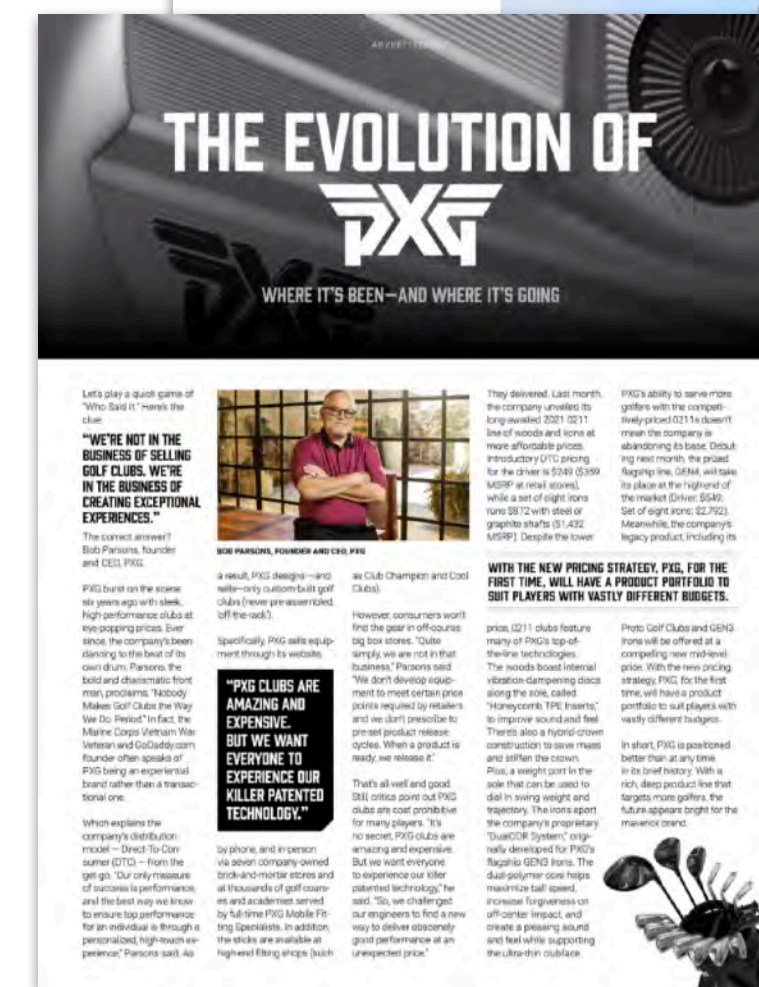 ADVERTISEMENT
THE EVOLUTION OF
PXG
WHERE IT'S BEEN—AND WHERE IT'S GOING
Let's play a quick game of
"Who Said it." Here's the
clue:
"WE'RE NOT IN THE
BUSINESS OF SELLING
GOLF CLUBS. WE'RE
IN THE BUSINESS OF
CREATING EXCEPTIONAL
EXPERIENCES."
The correct answer?
Bob Parsons, founder
and CEO, PXG.
PXG burst on the scene
six years ago with sleek,
high-performance clubs at
eye-popping prices. Ever
since, the company's been
dancing to the beat of its
own drum. Parsons, the
bold and charismatic front
man, proclaims, "Nobody
Makes Golf Clubs the Way
We Do. Period." In fact, the
Marine Corps Vietnam War
Veteran and GoDaddy.com
founder often speaks of
PXG being an experiential
brand rather than a transac-
tional one.
Which explains the
company's distribution
model — Direct-To-Con-
sumer (DTC) — from the
get-go. "Our only measure
of success is performance,
and the best way we know
to ensure top performance
for an individual is through a
personalized, high-touch ex-
perience," Parsons said. As
BOB PARSONS, FOUNDER AND CEO, PXG
a result, PXG designs—and
sells—only custom-built golf
clubs (never pre-assembled,
"off-the-rack").
Specifically, PXG sells equip-
ment through its website,
"PXG CLUBS ARE
AMAZING AND
EXPENSIVE.
BUT WE WANT
EVERYONE TO
EXPERIENCE OUR
KILLER PATENTED
TECHNOLOGY."
by phone, and in-person
via seven company-owned
brick-and-mortar stores and
at thousands of golf cours-
es and academies served
by full-time PXG Mobile Fit-
ting Specialists. In addition,
the sticks are available at
high-end fitting shops (such
as Club Champion and Cool
Clubs).
However, consumers won't
find the gear in off-course
big box stores. "Quite
simply, we are not in that
business," Parsons said.
"We don't develop equip-
ment to meet certain price
points required by retailers
and we don't prescribe to
pre-set product release
cycles. When a product is
ready, we release it."
That's all well and good.
Still, critics point out PXG
clubs are cost prohibitive
for many players. "It's
no secret, PXG clubs are
amazing and expensive.
But we want everyone
to experience our killer
patented technology," he
said. "So, we challenged
our engineers to find a new
way to deliver obscenely
good performance at an
unexpected price."
They delivered. Last month,
the company unveiled its
long-awaited 2021 0211
line of woods and irons at
more affordable prices.
Introductory DTC pricing
for the driver is $249 ($359
MSRP at retail stores),
while a set of eight irons
runs $872 with steel or
graphite shafts ($1,432
MSRP). Despite the lower
PXG's ability to serve more
golfers with the competi-
tively-priced 0211s doesn't
mean the company is
abandoning its base. Debut-
ing next month, the prized
flagship line, GEN4, will take
its place at the high-end of
the market (Driver: $549;
Set of eight irons: $2,792).
Meanwhile, the company's
legacy product, including its
WITH THE NEW PRICING STRATEGY, PXG, FOR THE
FIRST TIME, WILL HAVE A PRODUCT PORTFOLIO TO
SUIT PLAYERS WITH VASTLY DIFFERENT BUDGETS.
price, 0211 clubs feature
many of PXG's top-of-
the-line technologies.
The woods boast internal
vibration-dampening discs
along the sole, called
"Honeycomb TPE Inserts,"
to improve sound and feel.
There's also a hybrid-crown
construction to save mass
and stiffen the crown.
Plus, a weight port in the
sole that can be used to
dial in swing weight and
trajectory. The irons sport
the company's proprietary
"DualCOR System," origi-
nally developed for PXG's
flagship GEN3 Irons. The
dual-polymer core helps
maximize ball speed,
increase forgiveness on
off-center impact, and
create a pleasing sound
and feel while supporting
the ultra-thin clubface.
Proto Golf Clubs and GEN3
Irons will be offered at a
compelling new mid-level
price. With the new pricing
strategy, PXG, for the first
time, will have a product
portfolio to suit players with
vastly different budgets.
In short, PXG is positioned
better than at any time
in its brief history. With a
rich, deep product line that
targets more golfers, the
future appears bright for the
maverick brand.